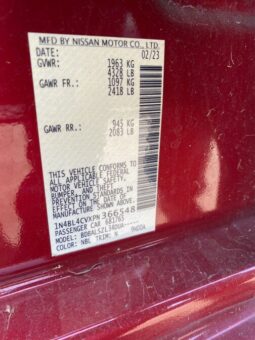 MFD BY NISSAN MOTOR CO., LTD.
DATE: 02/23
GVWR: 1963 KG
4328 LB
GAWR FR.: 1097 KG
2418 LB
GAWR RR.: 945 KG
2083 LB
THIS VEHICLE CONFORMS TO
ALL APPLICABLE FEDERAL
MOTOR VEHICLE SAFETY,
BUMPER, AND THEFT
PREVENTION STANDARDS
IN EFFECT ON THE DATE OF
MANUFACTURE SHOWN ABOVE.
1N4BL4CVXPN366548
PASSENGER CAR
MODEL:
COLOR: NBL TRIM: